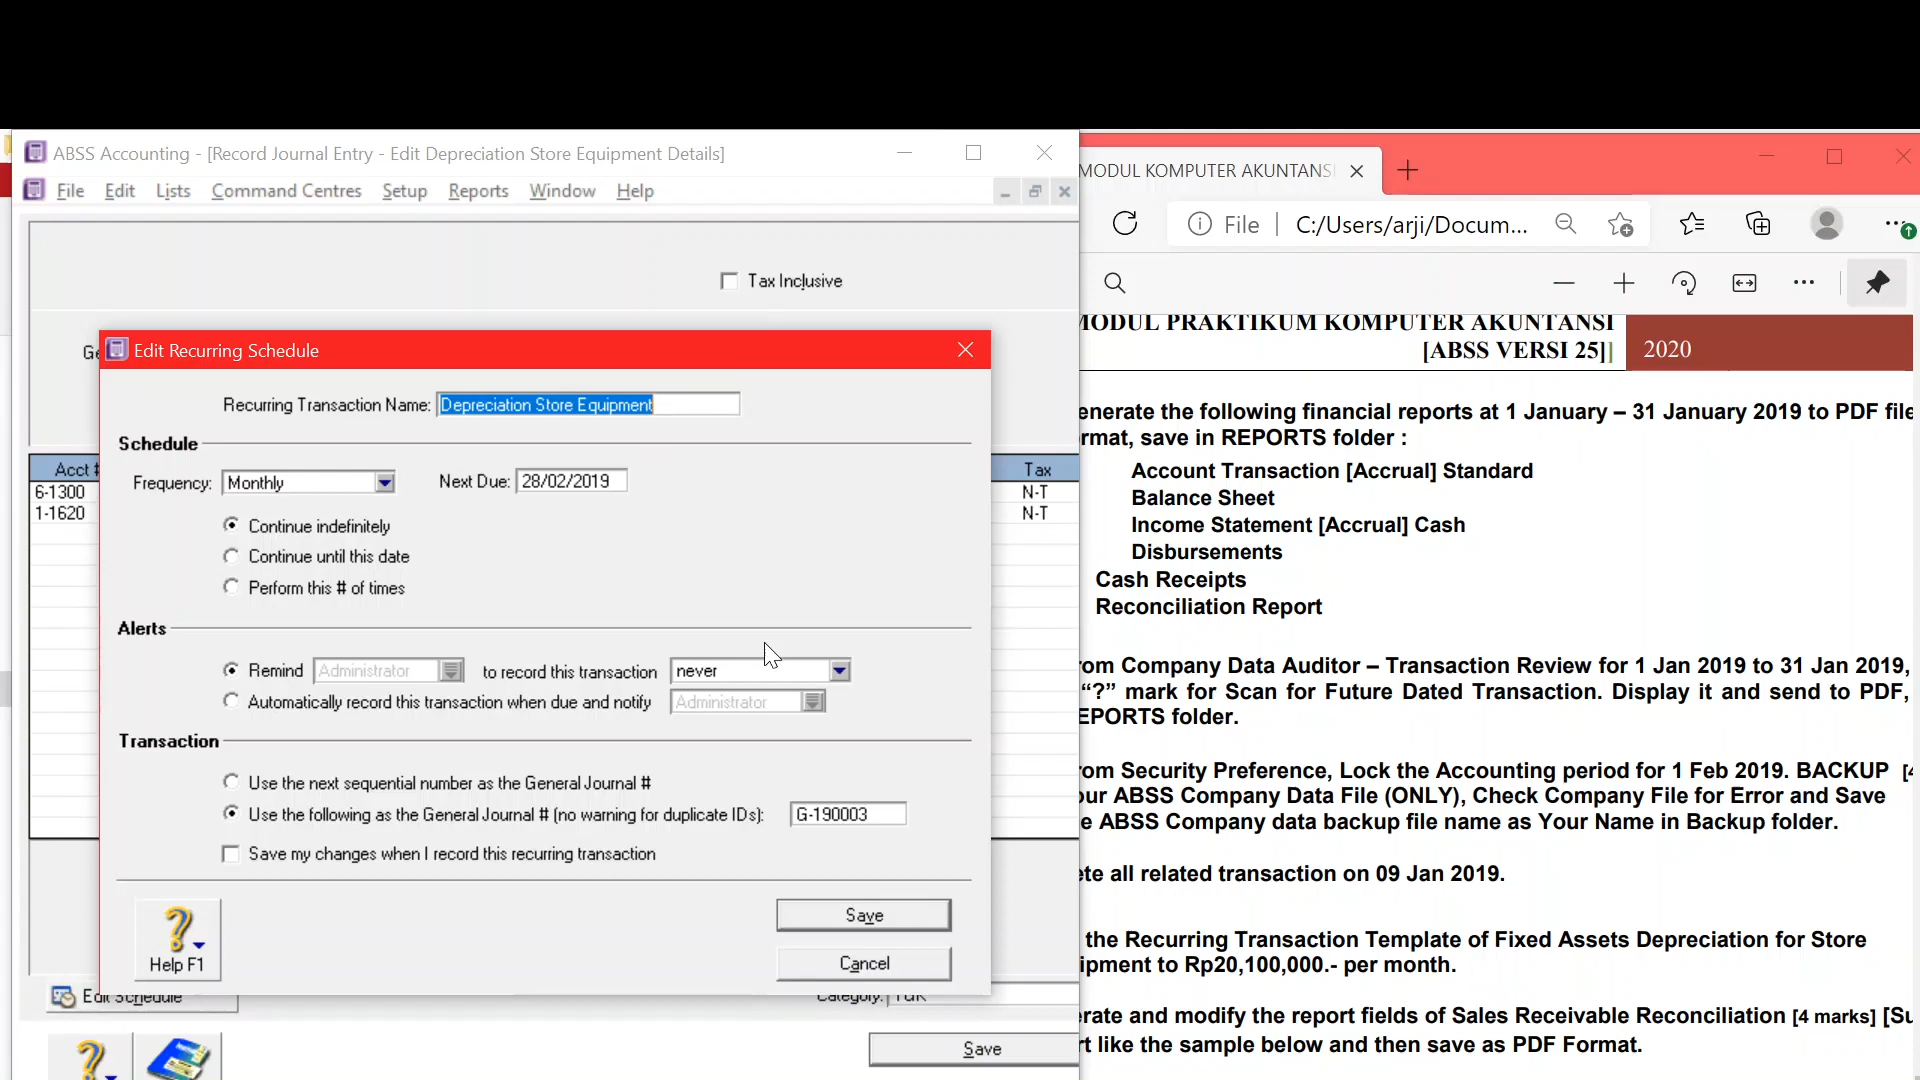 ABSS Accounting - [Record Journal Entry - Edit Depreciation Store Equipment Details]
File Edit Lists Command Centres Setup Reports Window Help
Tax Inclusive
Edit Recurring Schedule
Recurring Transaction Name: Depreciation Store Equipment
Schedule
Frequency: Monthly Next Due: 28/02/2019
Continue indefinitely
Continue until this date
Perform this # of times
Alerts
Remind Administrator to record this transaction never
Automatically record this transaction when due and notify Administrator
Transaction
Use the next sequential number as the General Journal #
Use the following as the General Journal # (no warning for duplicate IDs): G-190003
Save my changes when I record this recurring transaction
Help F1
Save
Cancel
Acct #
6-1300
1-1620
Tax
N-T
N-T
Edit Schedule
Category:
Save
MODUL KOMPUTER AKUNTANSI
File C:/Users/arji/Docum...
MODUL PRAKTIKUM KOMPUTER AKUNTANSI
[ABSS VERSI 25]] 2020
enerate the following financial reports at 1 January – 31 January 2019 to PDF file
rmat, save in REPORTS folder :
Account Transaction [Accrual] Standard
Balance Sheet
Income Statement [Accrual] Cash
Disbursements
Cash Receipts
Reconciliation Report
rom Company Data Auditor – Transaction Review for 1 Jan 2019 to 31 Jan 2019,
“?” mark for Scan for Future Dated Transaction. Display it and send to PDF,
EPORTS folder.
rom Security Preference, Lock the Accounting period for 1 Feb 2019. BACKUP [4
our ABSS Company Data File (ONLY), Check Company File for Error and Save
e ABSS Company data backup file name as Your Name in Backup folder.
ete all related transaction on 09 Jan 2019.
the Recurring Transaction Template of Fixed Assets Depreciation for Store
ipment to Rp20,100,000.- per month.
erate and modify the report fields of Sales Receivable Reconciliation [4 marks] [Su
rt like the sample below and then save as PDF Format.